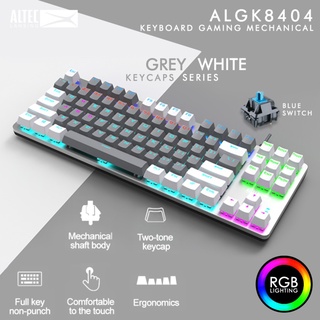 ALTEC
ALGK8404
KEYBOARD GAMING MECHANICAL
GREY WHITE
KEYCAPS SERIES
BLUE
SWITCH
Mechanical
shaft body
Two-tone
keycap
Full key
non-punch
Comfortable
to the touch
Ergonomics
RGB
LIGHTING